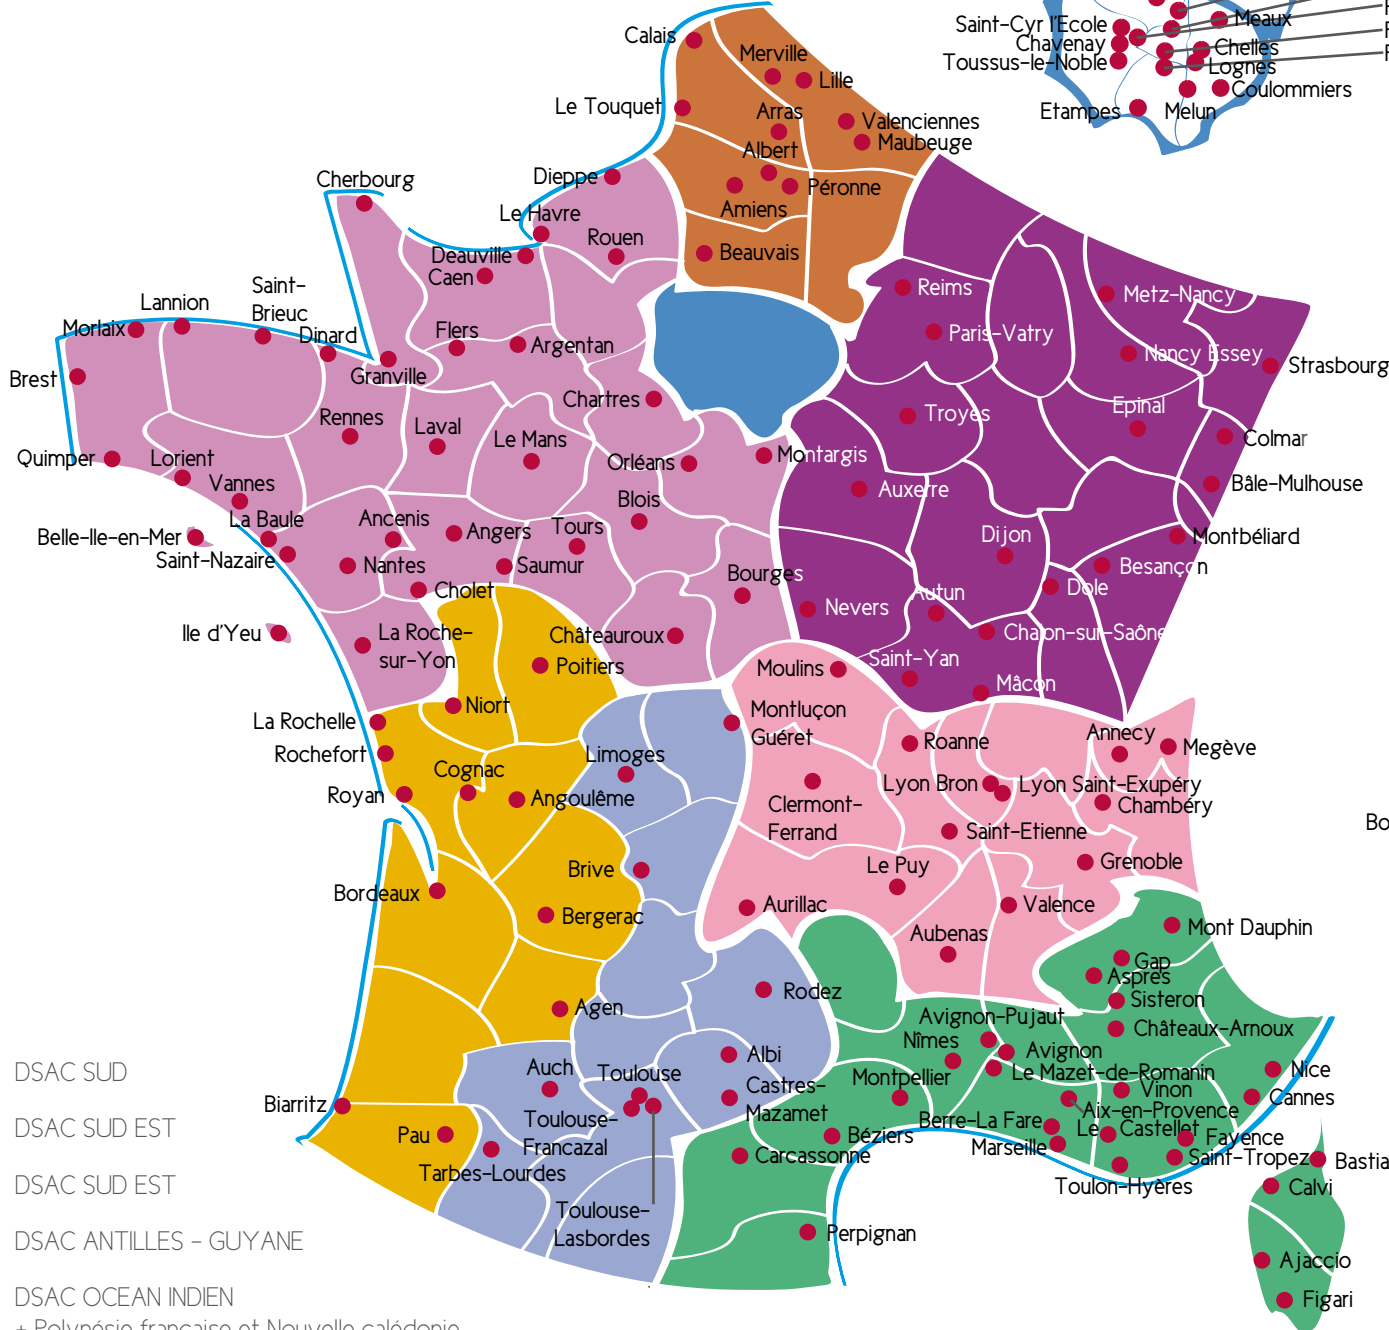 Saint-Cyr l'Ecole
Chavenay
Toussus-le-Noble
Meaux
Chelles
Lognes
Coulommiers
Etampes
Melun
Calais
Merville
Lille
Le Touquet
Arras
Valenciennes
Maubeuge
Albert
Péronne
Amiens
Beauvais
Dieppe
Cherbourg
Le Havre
Rouen
Deauville
Caen
Saint-
Brieuc
Lannion
Morlaix
Dinard
Flers
Argentan
Granville
Brest
Chartres
Rennes
Laval
Le Mans
Quimper
Lorient
Orléans
Montargis
Vannes
Blois
La Baule
Ancenis
Angers
Tours
Belle-Ile-en-Mer
Saint-Nazaire
Nantes
Saumur
Cholet
Bourges
Ile d'Yeu
La Roche-
sur-Yon
Châteauroux
Poitiers
Niort
Reims
Metz-Nancy
Paris-Vatry
Nancy Essey
Strasbourg
Troyes
Epinal
Colmar
Auxerre
Bâle-Mulhouse
Dijon
Montbéliard
Besançon
Dole
Nevers
Autun
Chalon-sur-Saône
Saint-Yan
Mâcon
Moulins
Montluçon
Guéret
La Rochelle
Rochefort
Royan
Cognac
Angoulême
Limoges
Roanne
Annecy
Megève
Lyon Bron
Lyon Saint-Exupéry
Chambéry
Clermont-
Ferrand
Saint-Etienne
Bo
Brive
Le Puy
Grenoble
Bordeaux
Bergerac
Aurillac
Valence
Aubenas
Mont Dauphin
Gap
Aspres
Sisteron
Châteaux-Arnoux
Agen
Rodez
Avignon-Pujaut
Nîmes
Avignon
Le Mazet-de-Romanin
Albi
Auch
Toulouse
Castres-
Mazamet
Montpellier
Vinon
Nice
Cannes
Biarritz
Pau
Toulouse-
Francazal
Tarbes-Lourdes
Béziers
Carcassonne
Berre-La Fare
Aix-en-Provence
Marseille
Le Castellet
Fayence
Saint-Tropez
Toulon-Hyères
Bastia
Calvi
Toulouse-
Lasbordes
Perpignan
Ajaccio
Figari
DSAC SUD
DSAC SUD EST
DSAC SUD EST
DSAC ANTILLES - GUYANE
DSAC OCEAN INDIEN
+ Polynésie française et Nouvelle calédonie